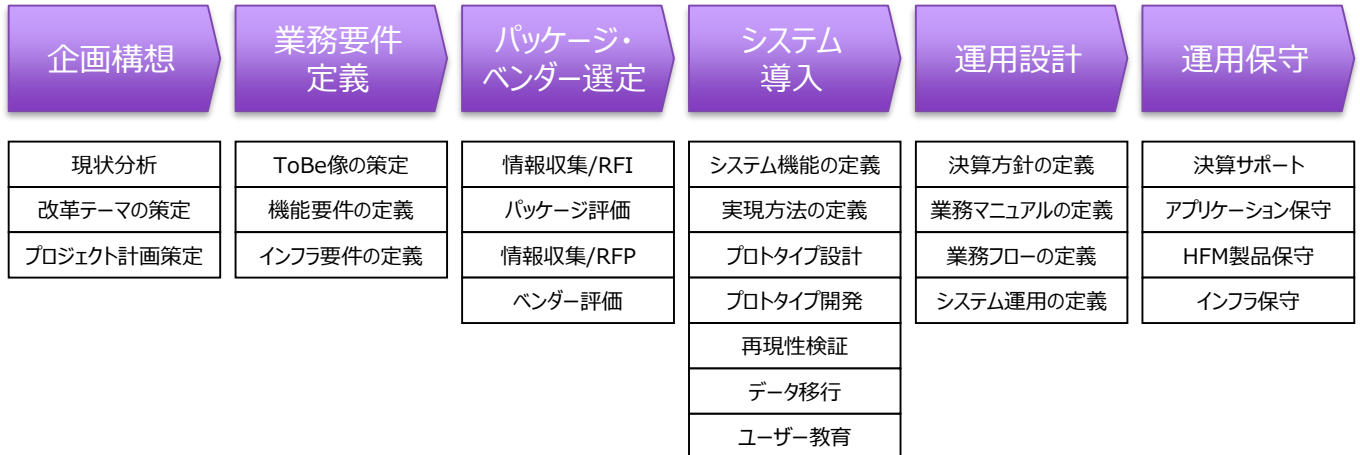 企画構想
業務要件
定義
パッケージ・
ベンダー選定
システム
導入
運用設計
運用保守
現状分析
改革テーマの策定
プロジェクト計画策定
ToBe像の策定
機能要件の定義
インフラ要件の定義
情報収集/RFI
パッケージ評価
情報収集/RFP
ベンダー評価
システム機能の定義
実現方法の定義
プロトタイプ設計
プロトタイプ開発
再現性検証
データ移行
ユーザー教育
決算方針の定義
業務マニュアルの定義
業務フローの定義
システム運用の定義
決算サポート
アプリケーション保守
HFM製品保守
インフラ保守